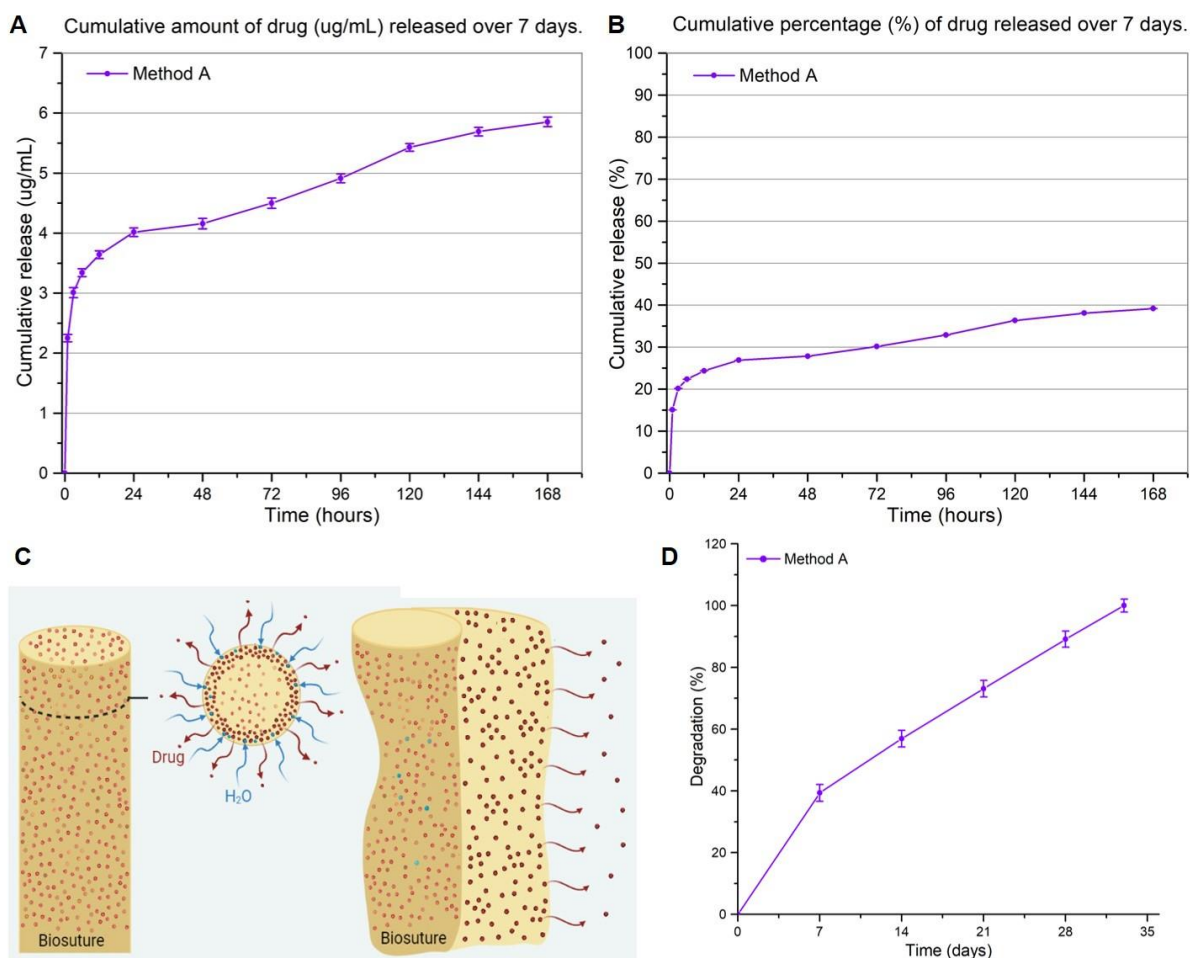 A
Cumulative amount of drug (ug/mL) released over 7 days.
Method A
Cumulative release (ug/mL)
7
6
5
4
3
2
1
0
0 24 48 72 96 120 144 168
Time (hours)
B
Cumulative percentage (%) of drug released over 7 days.
Method A
Cumulative release (%)
100
90
80
70
60
50
40
30
20
10
0
0 24 48 72 96 120 144 168
Time (hours)
C
Drug
H₂O
Biosuture
Biosuture
D
Method A
Degradation (%)
120
100
80
60
40
20
0
0 7 14 21 28 35
Time (days)